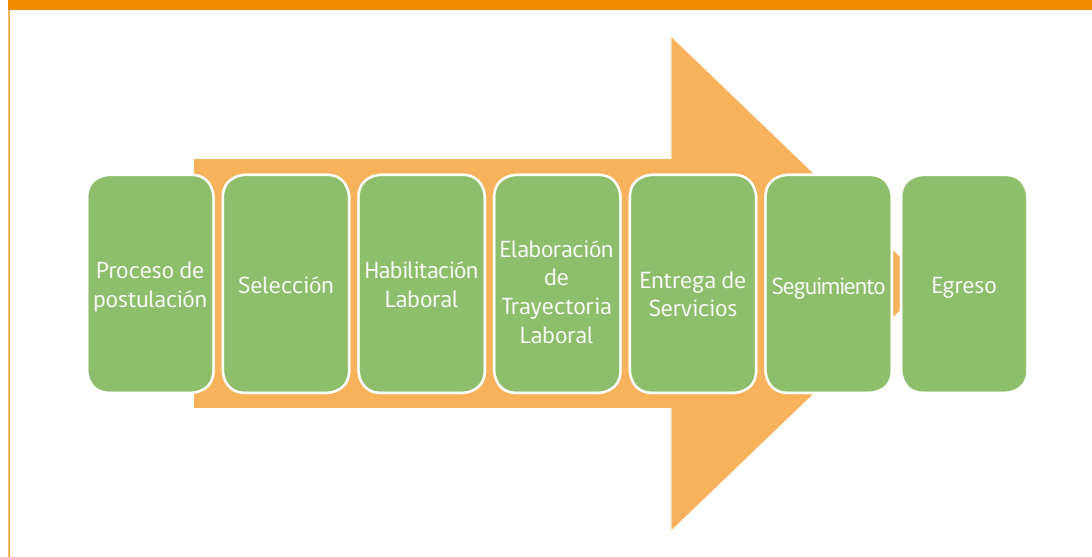 Proceso de
postulación
Selección
Habilitación
Laboral
Elaboración
de
Trayectoria
Laboral
Entrega de
Servicios
Seguimiento
Egreso